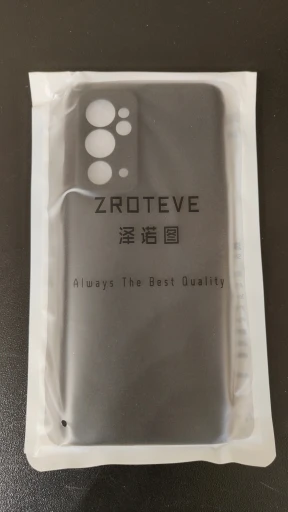 ZROTEVE
泽诺图
Always The Best Quality